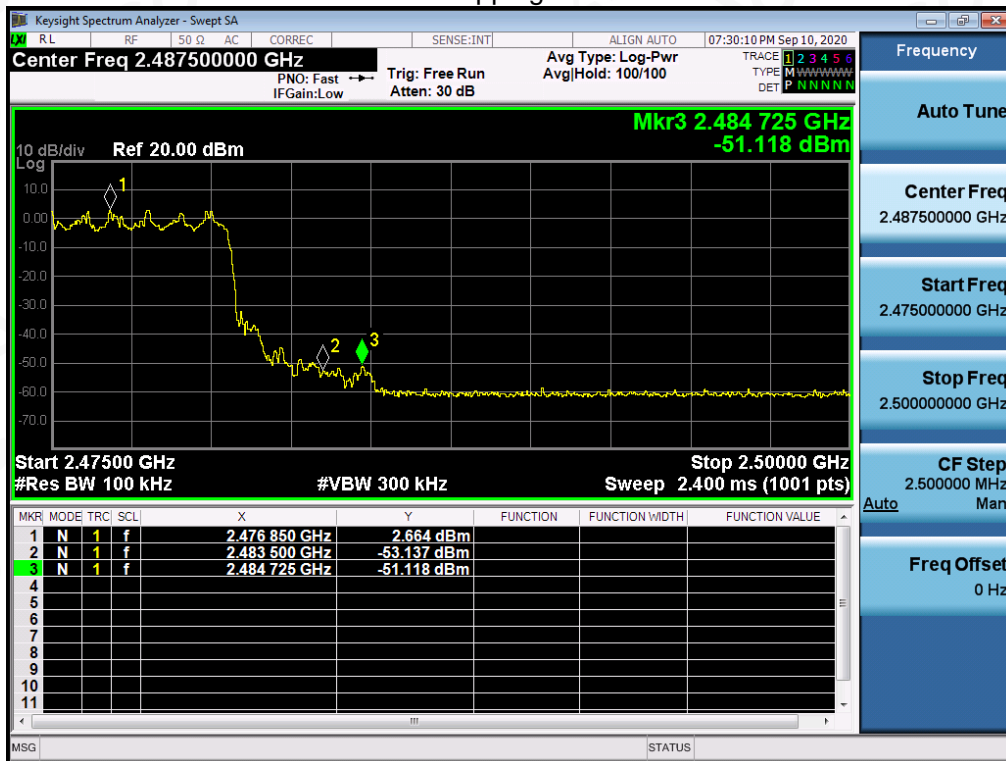 pping
Keysight Spectrum Analyzer - Swept SA
LXI RL RF 50 Ω AC CORREC SENSE:INT ALIGN AUTO 07:30:10 PM Sep 10, 2020
Center Freq 2.487500000 GHz
PNO: Fast
IFGain:Low
Trig: Free Run
Atten: 30 dB
Avg Type: Log-Pwr
Avg|Hold: 100/100
TRACE 1 2 3 4 5 6
TYPE M WWWWW
DET P N N N N N
Mkr3 2.484 725 GHz
-51.118 dBm
10 dB/div Ref 20.00 dBm
Log
10.0
0.00
-10.0
-20.0
-30.0
-40.0
-50.0
-60.0
-70.0
1
2
3
Start 2.47500 GHz Stop 2.50000 GHz
#Res BW 100 kHz #VBW 300 kHz Sweep 2.400 ms (1001 pts)
MKR MODE TRC SCL X Y FUNCTION FUNCTION WIDTH FUNCTION VALUE
1 N 1 f 2.476 850 GHz 2.664 dBm
2 N 1 f 2.483 500 GHz -53.137 dBm
3 N 1 f 2.484 725 GHz -51.118 dBm
4
5
6
7
8
9
10
11
MSG STATUS
Frequency
Auto Tune
Center Freq
2.487500000 GHz
Start Freq
2.475000000 GHz
Stop Freq
2.500000000 GHz
CF Step
2.500000 MHz
Auto Man
Freq Offset
0 Hz